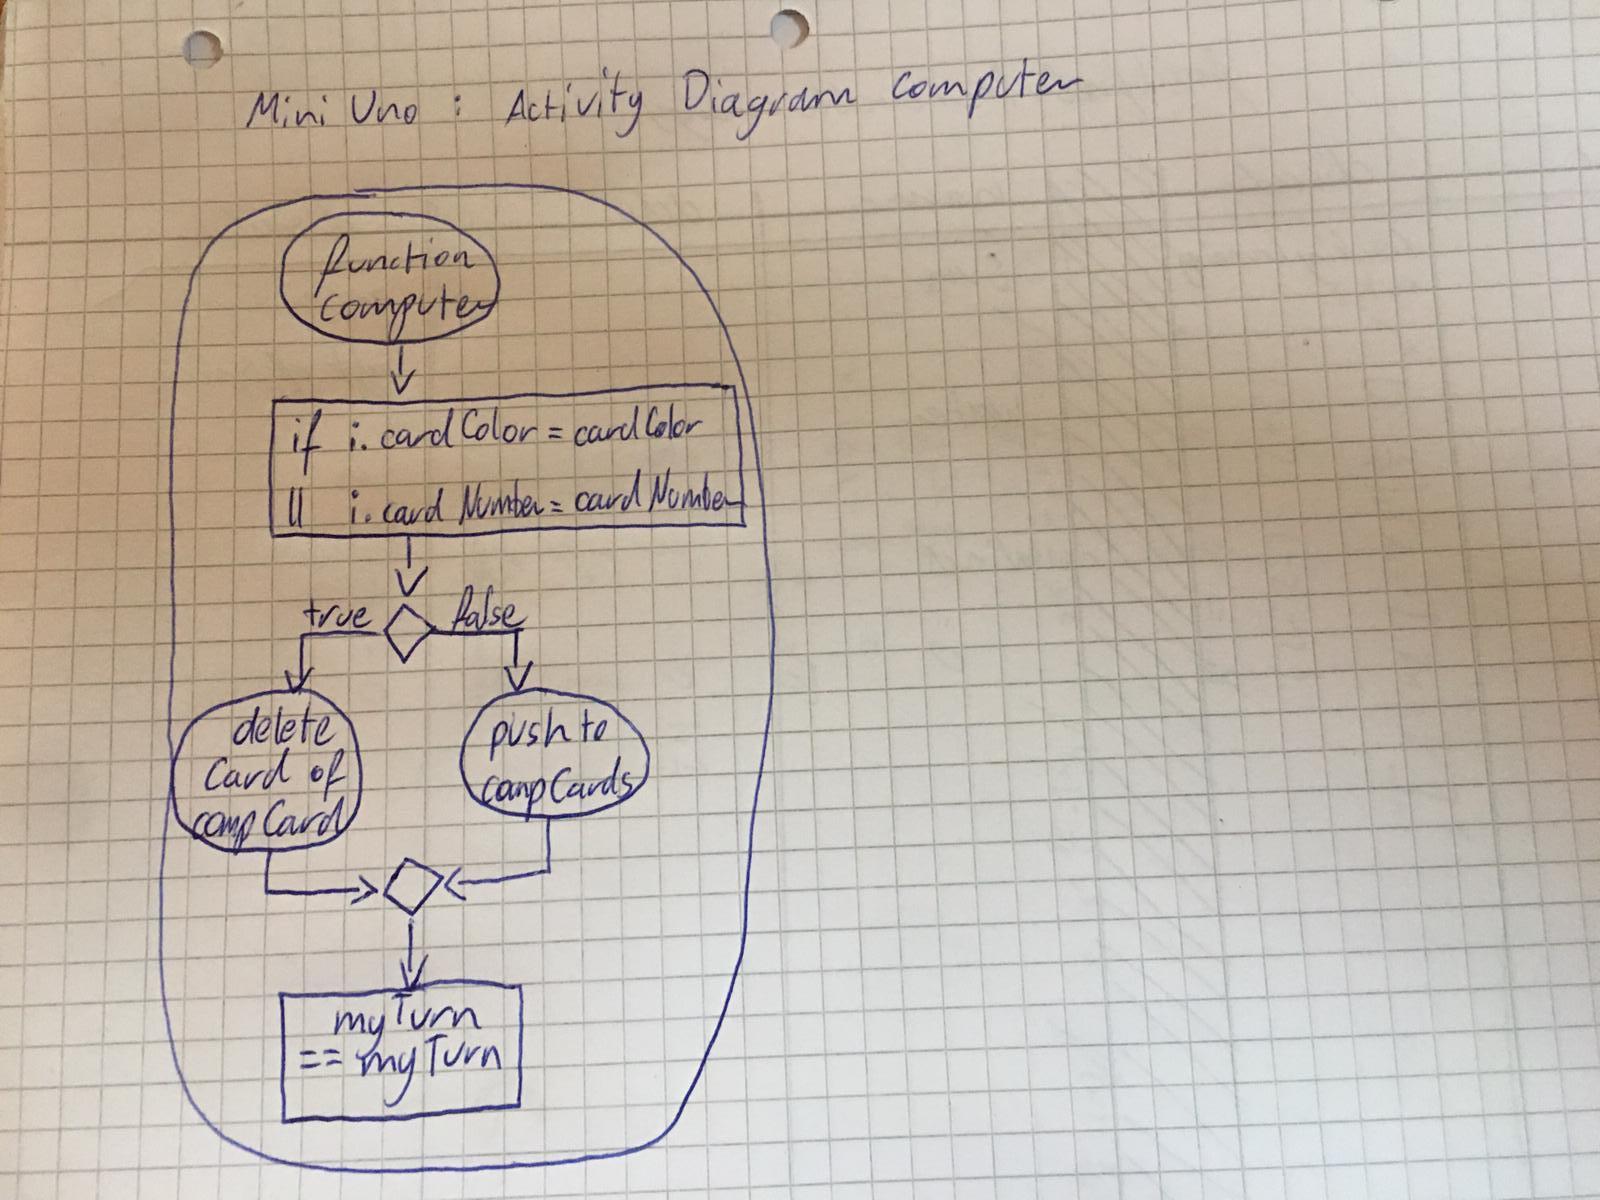 Mini Uno : Activity Diagram computer
function
computer
if i.cardColor = cardColor
|| i.cardNumber = cardNumber
true false
delete
Card of
compCard
push to
compCards
myTurn
== myTurn